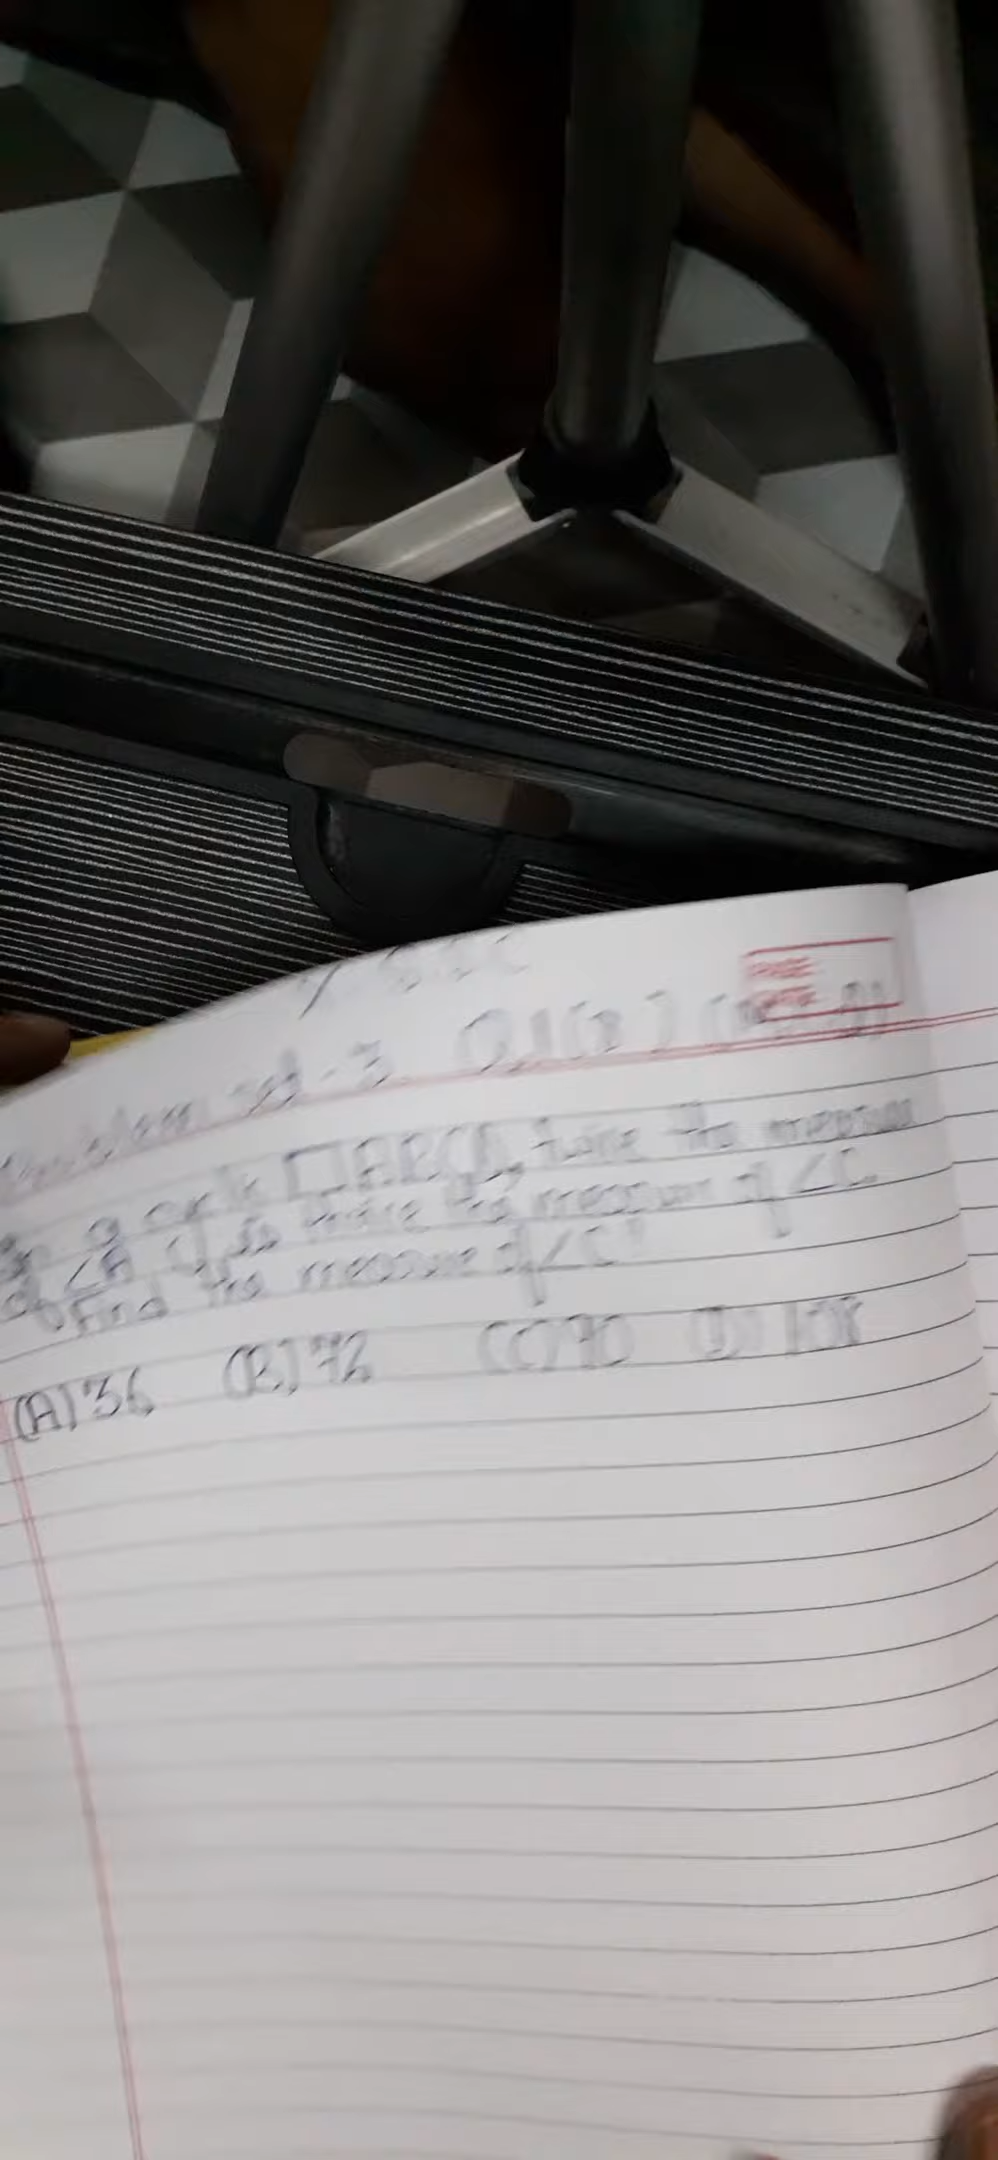 PAGE
DATE
Problem set - 3. Q.1 (
In a cyclic □ABCD, twice the measure
of ∠A is thrice the measure of ∠C.
Find the measure of ∠C?
(A) 36 (B) 72 (C) 90 (D) 108